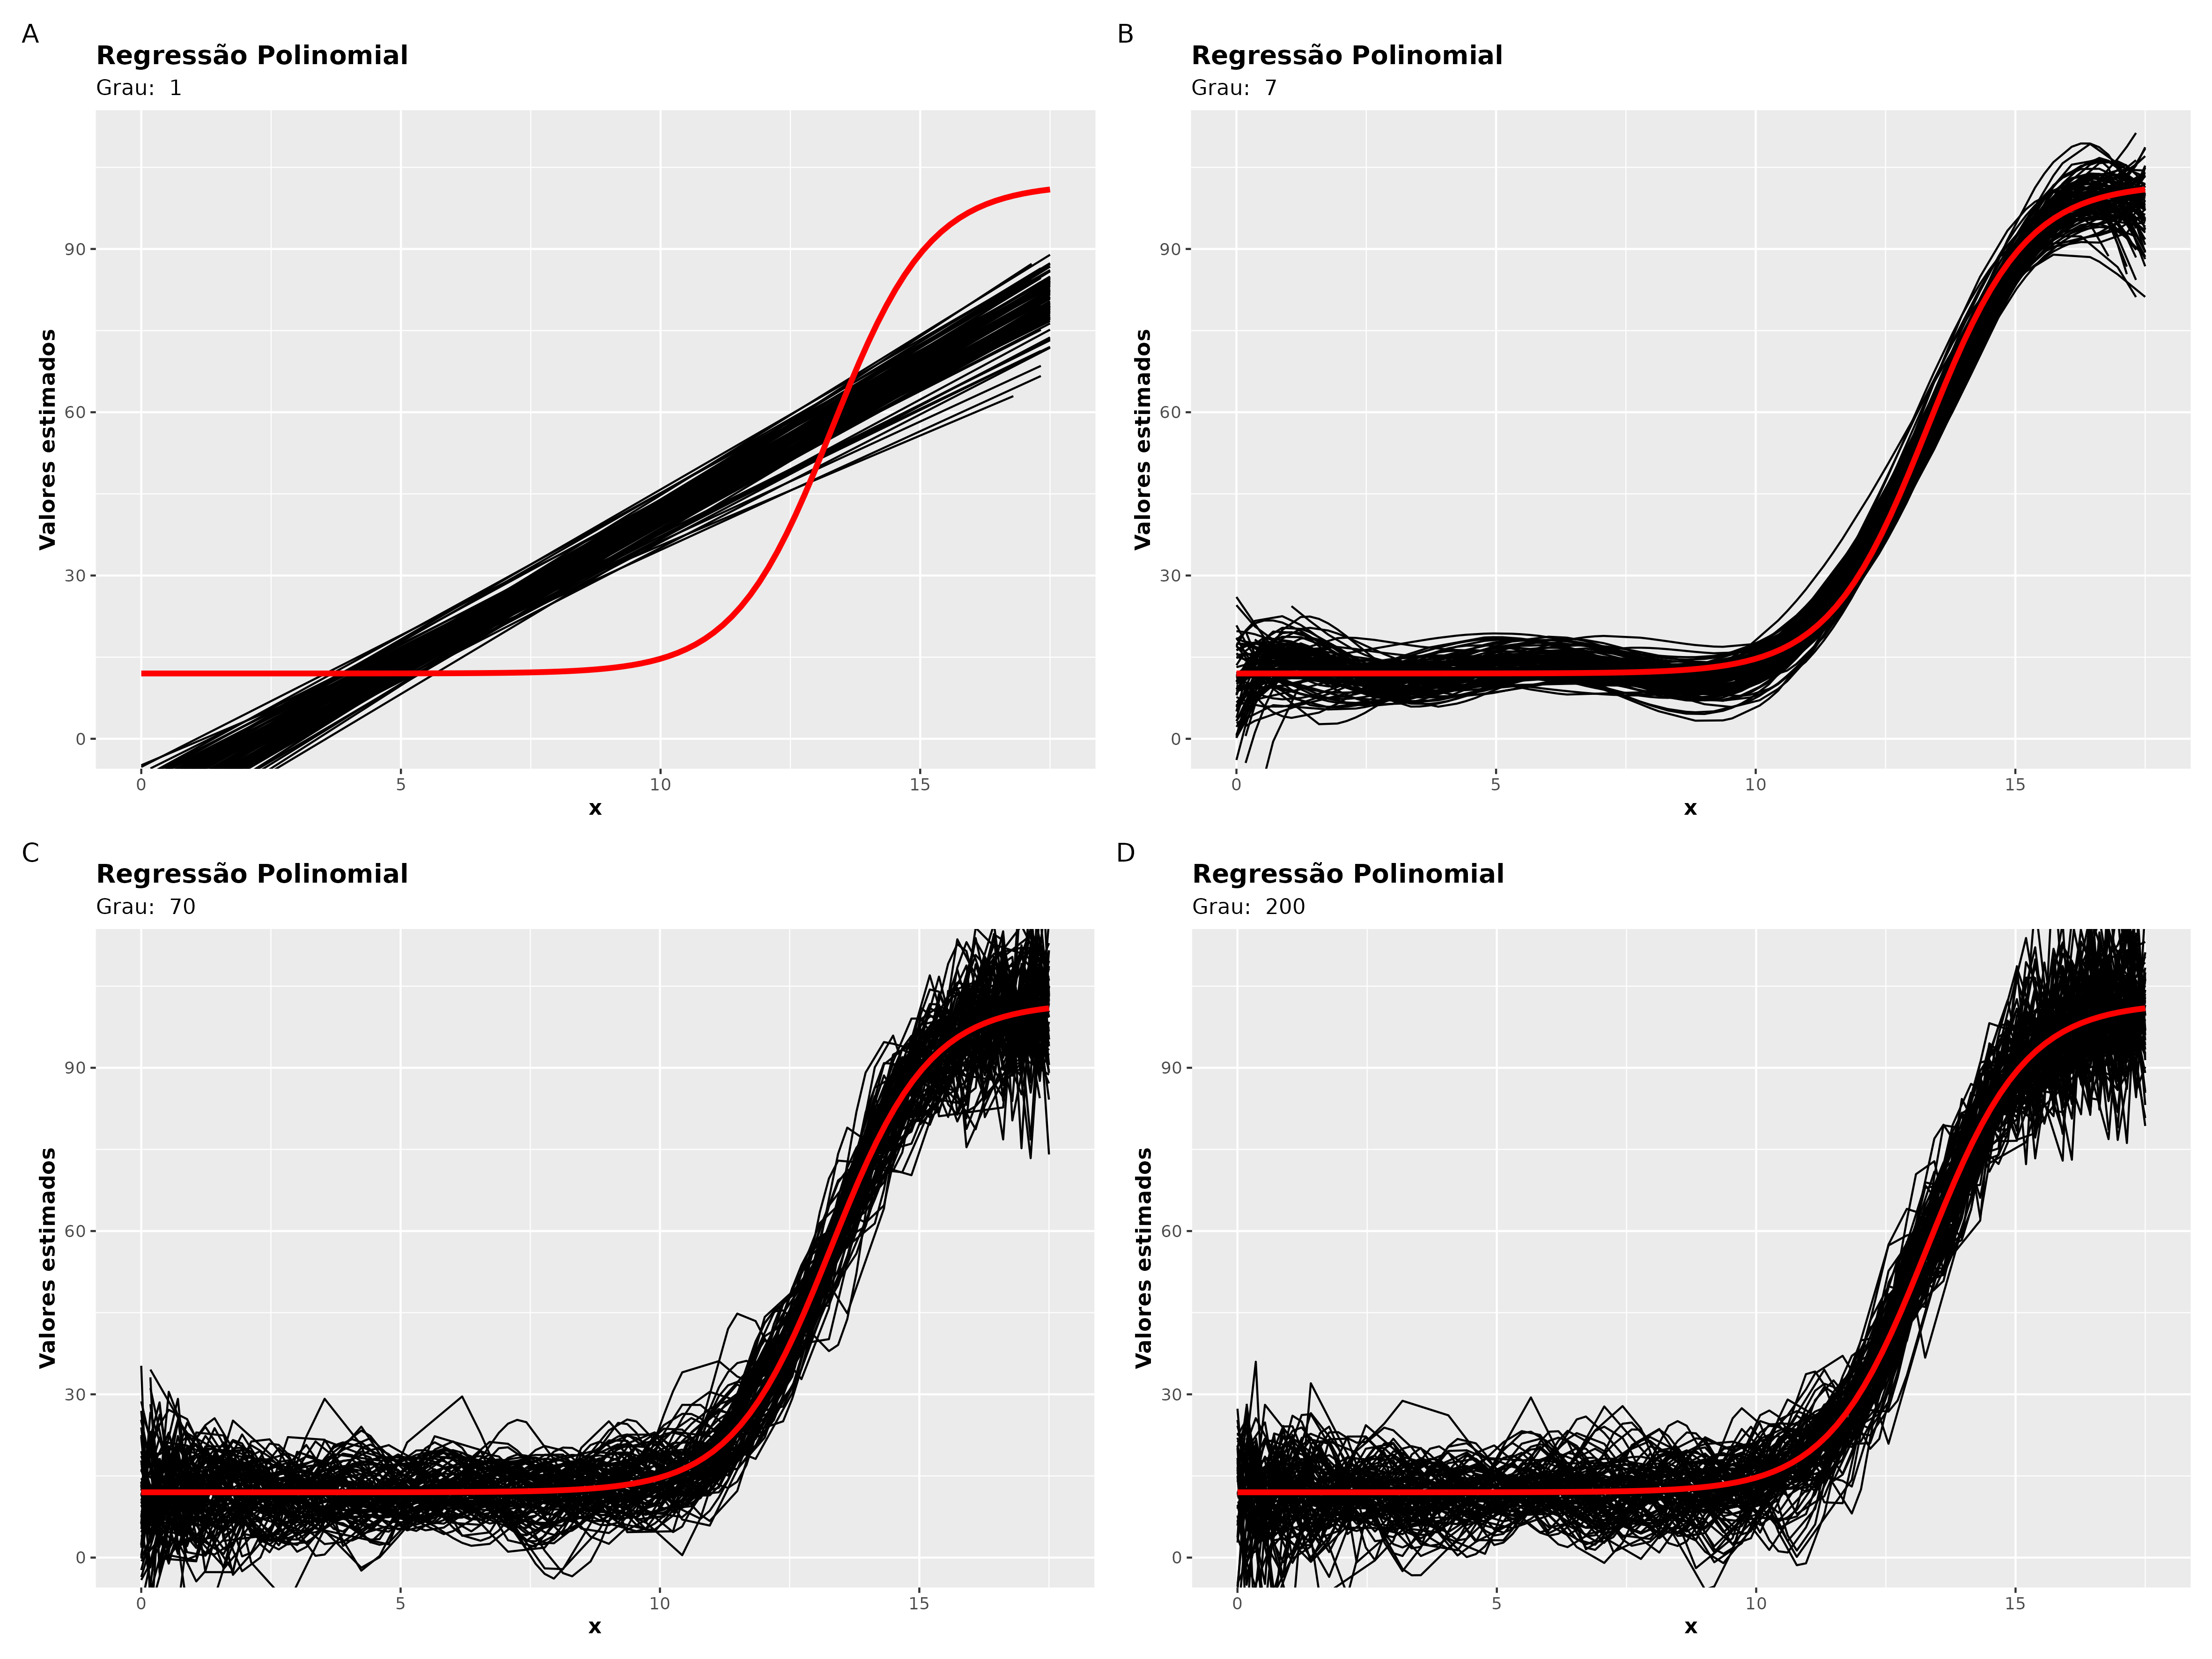 A
Regressão Polinomial
Grau: 1
Valores estimados
90
60
30
0
0 5 10 15
x
B
Regressão Polinomial
Grau: 7
Valores estimados
90
60
30
0
0 5 10 15
x
C
Regressão Polinomial
Grau: 70
Valores estimados
90
60
30
0
0 5 10 15
x
D
Regressão Polinomial
Grau: 200
Valores estimados
90
60
30
0
0 5 10 15
x